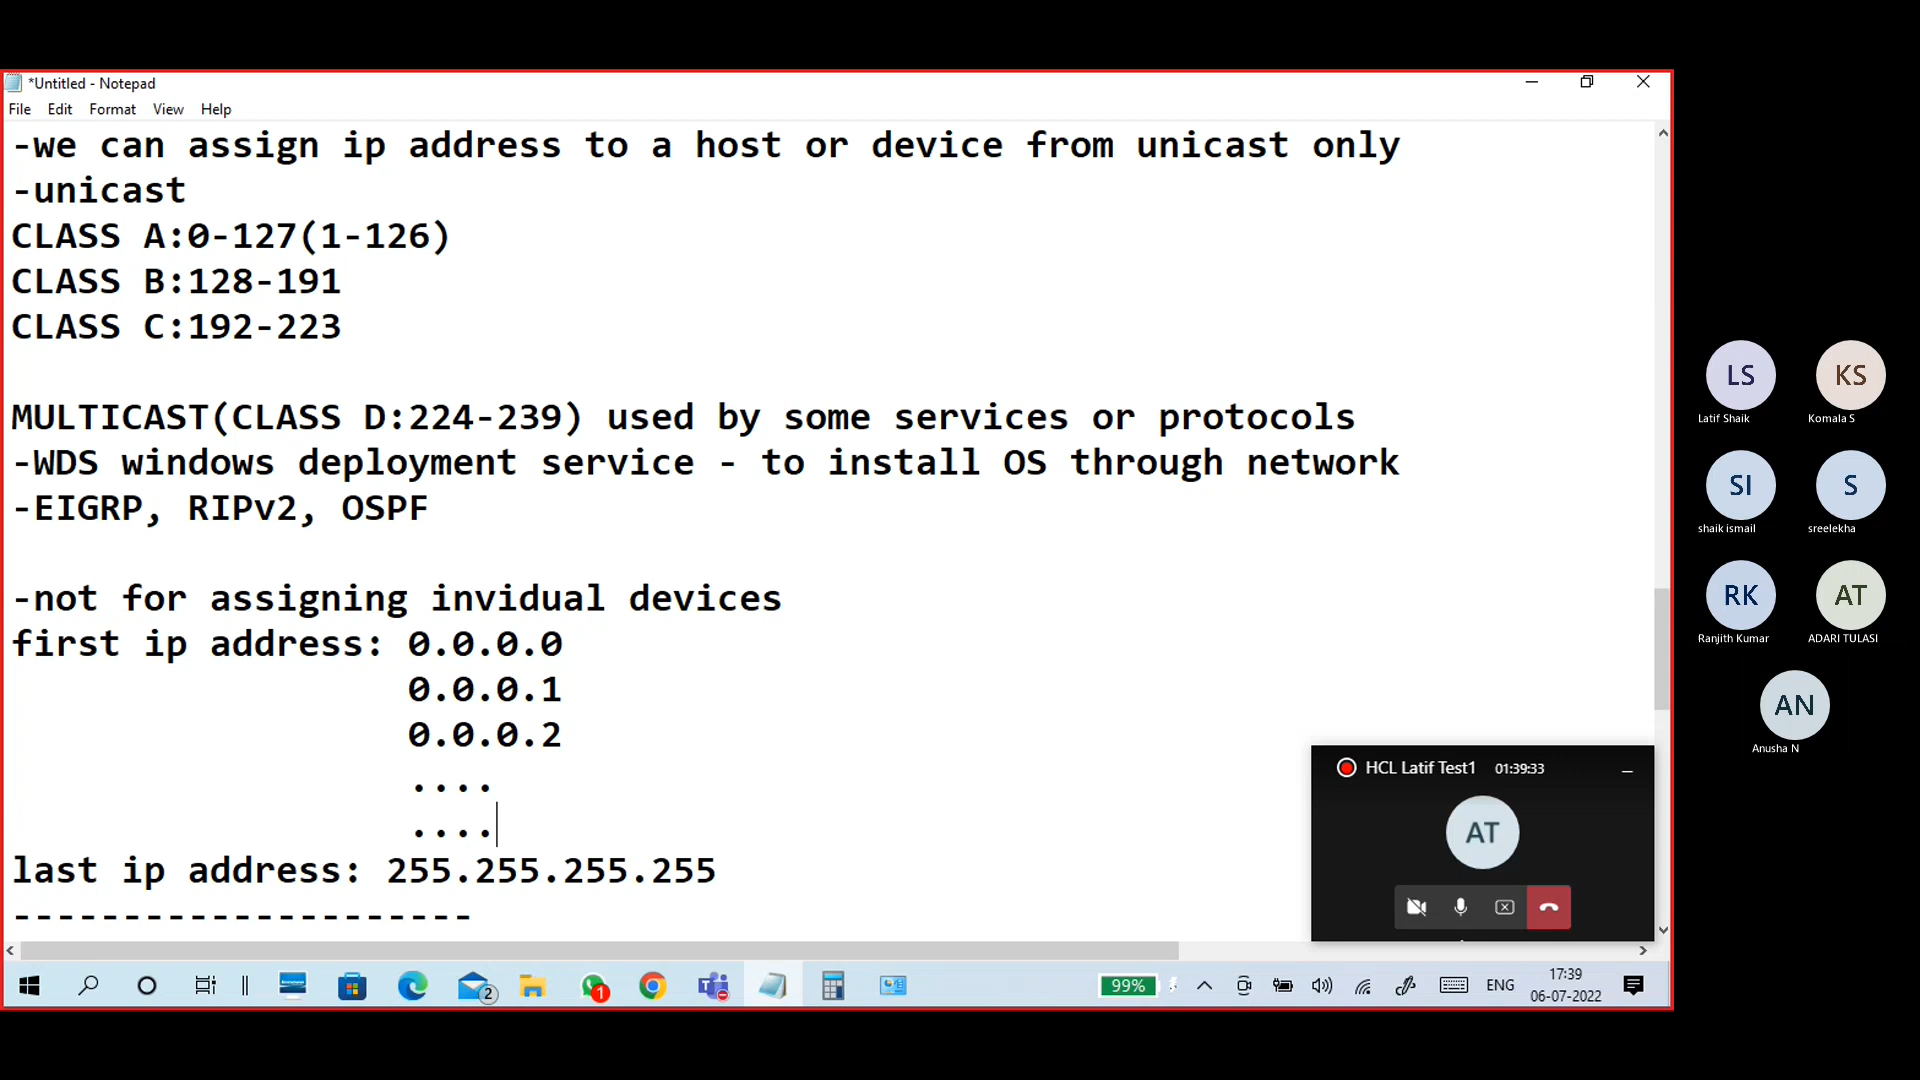 *Untitled - Notepad
File Edit Format View Help
-we can assign ip address to a host or device from unicast only
-unicast
CLASS A:0-127(1-126)
CLASS B:128-191
CLASS C:192-223
MULTICAST(CLASS D:224-239) used by some services or protocols
-WDS windows deployment service - to install OS through network
-EIGRP, RIPv2, OSPF
-not for assigning invidual devices
first ip address: 0.0.0.0
0.0.0.1
0.0.0.2
....
....
last ip address: 255.255.255.255
---------------------
HCL Latif Test1 01:39:33
AT
LS KS
Latif Shaik Komala S
SI S
shaik ismail sreelekha
RK AT
Ranjith Kumar ADARI TULASI
AN
Anusha N
2 1 99% ENG 17:39
06-07-2022